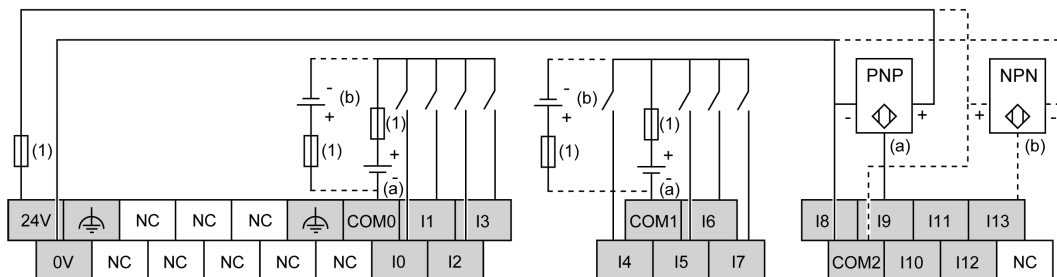 PNP NPN
- (b) - (b)
+ (1) + (1)
- + + -
(1) (1) + (1) + (1) (a) (b)
- (a) - (a)
24V NC NC NC COM0 I1 I3 COM1 I6 I8 I9 I11 I13
0V NC NC NC NC NC I0 I2 I4 I5 I7 COM2 I10 I12 NC